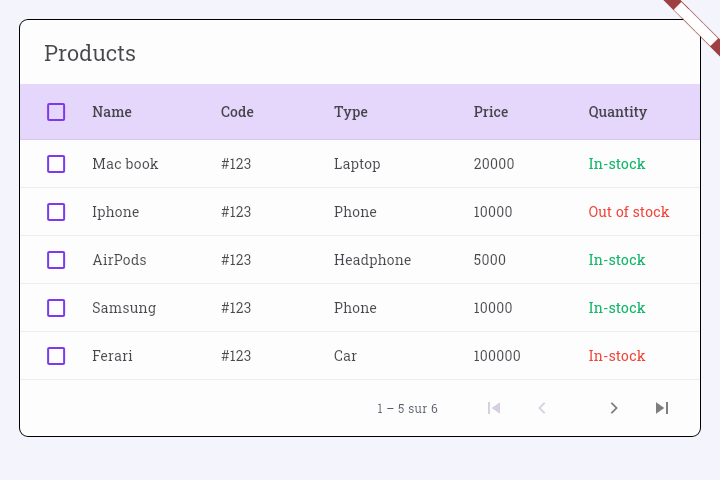 Products
Name Code Type Price Quantity
Mac book #123 Laptop 20000 In-stock
Iphone #123 Phone 10000 Out of stock
AirPods #123 Headphone 5000 In-stock
Samsung #123 Phone 10000 In-stock
Ferari #123 Car 100000 In-stock
1 – 5 sur 6